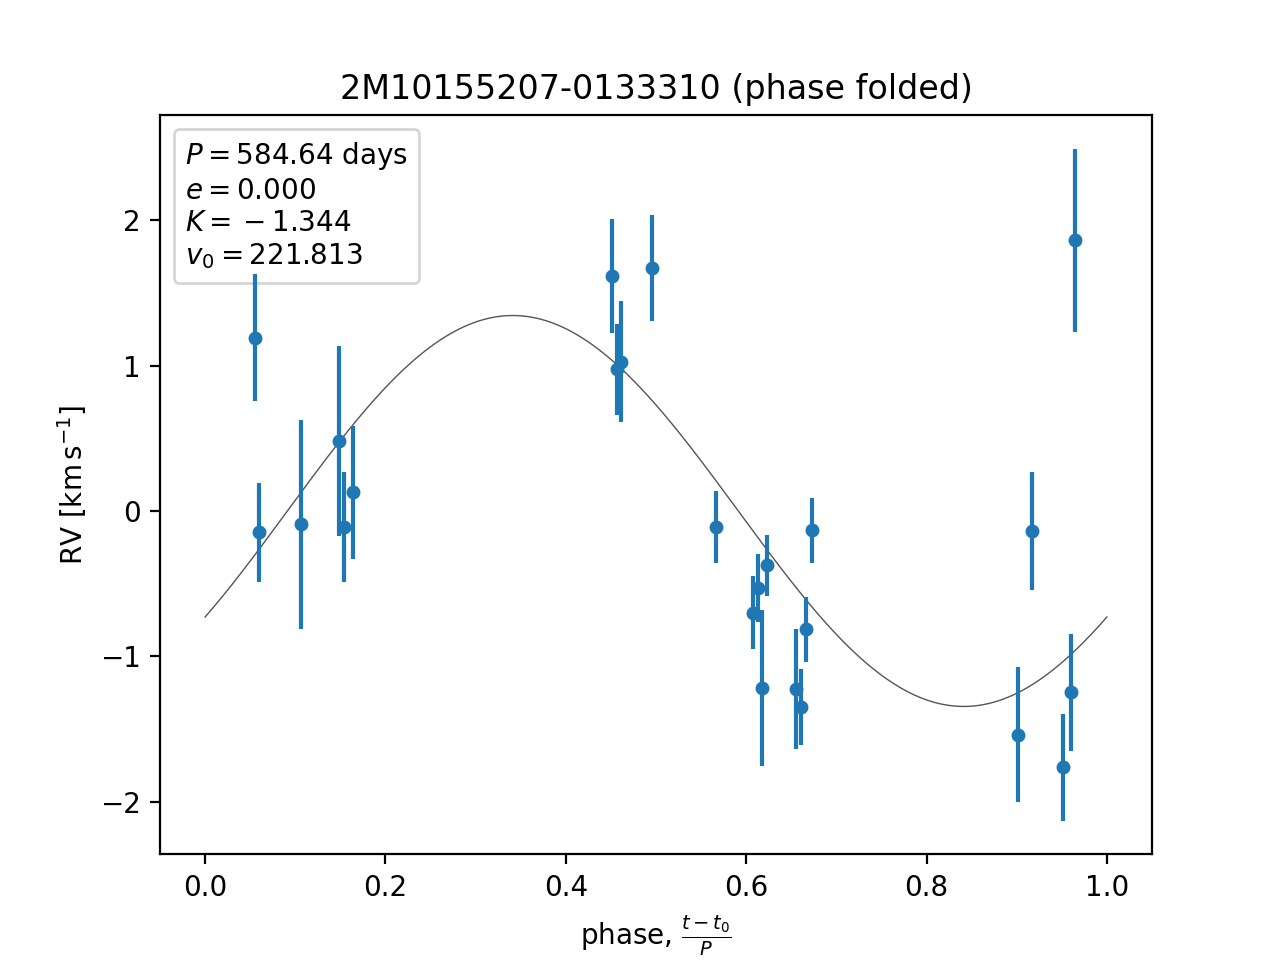 2M10155207-0133310 (phase folded)
P = 584.64 days
e = 0.000
K = −1.344
v₀ = 221.813
RV [km s⁻¹]
2
1
0
−1
−2
0.0 0.2 0.4 0.6 0.8 1.0
phase, (t − t₀)/P